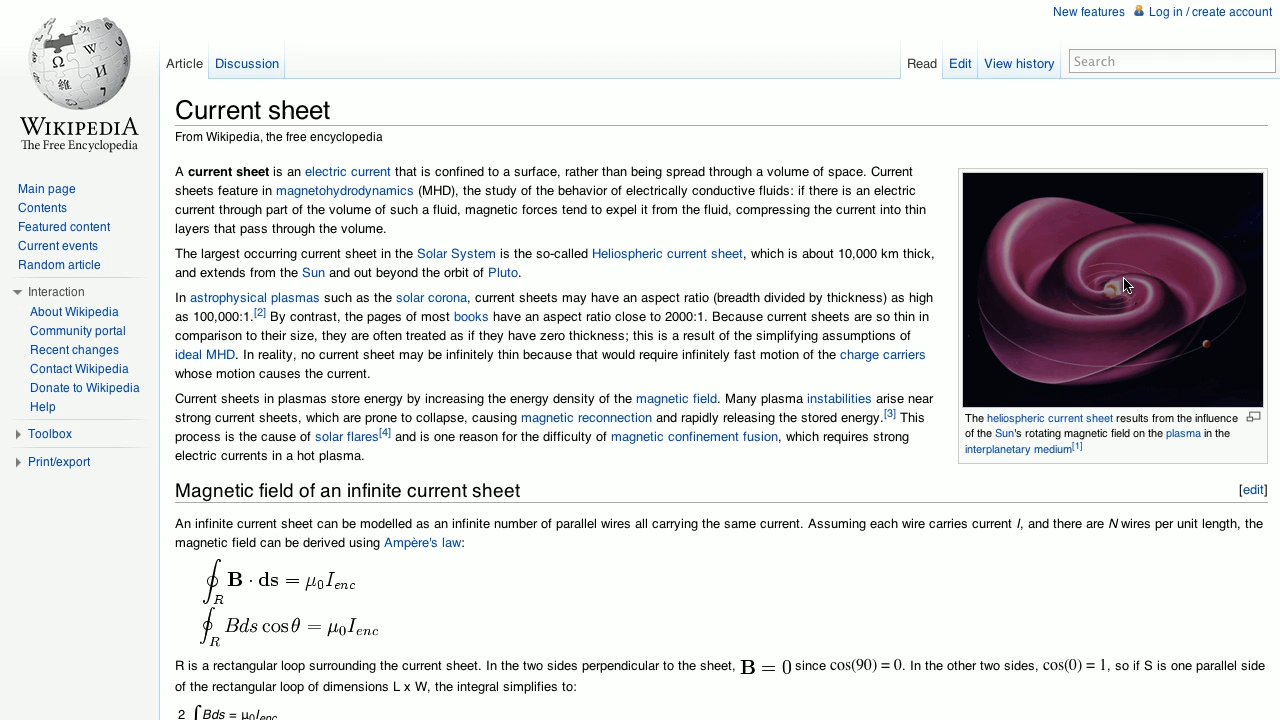 New features Log in / create account
Article Discussion Read Edit View history Search
WIKIPEDIA
The Free Encyclopedia
Main page
Contents
Featured content
Current events
Random article
Interaction
About Wikipedia
Community portal
Recent changes
Contact Wikipedia
Donate to Wikipedia
Help
Toolbox
Print/export
Current sheet
From Wikipedia, the free encyclopedia
A current sheet is an electric current that is confined to a surface, rather than being spread through a volume of space. Current
sheets feature in magnetohydrodynamics (MHD), the study of the behavior of electrically conductive fluids: if there is an electric
current through part of the volume of such a fluid, magnetic forces tend to expel it from the fluid, compressing the current into thin
layers that pass through the volume.
The largest occurring current sheet in the Solar System is the so-called Heliospheric current sheet, which is about 10,000 km thick,
and extends from the Sun and out beyond the orbit of Pluto.
In astrophysical plasmas such as the solar corona, current sheets may have an aspect ratio (breadth divided by thickness) as high
as 100,000:1.[2] By contrast, the pages of most books have an aspect ratio close to 2000:1. Because current sheets are so thin in
comparison to their size, they are often treated as if they have zero thickness; this is a result of the simplifying assumptions of
ideal MHD. In reality, no current sheet may be infinitely thin because that would require infinitely fast motion of the charge carriers
whose motion causes the current.
Current sheets in plasmas store energy by increasing the energy density of the magnetic field. Many plasma instabilities arise near
strong current sheets, which are prone to collapse, causing magnetic reconnection and rapidly releasing the stored energy.[3] This
process is the cause of solar flares[4] and is one reason for the difficulty of magnetic confinement fusion, which requires strong
electric currents in a hot plasma.
The heliospheric current sheet results from the influence
of the Sun's rotating magnetic field on the plasma in the
interplanetary medium[1]
Magnetic field of an infinite current sheet [edit]
An infinite current sheet can be modelled as an infinite number of parallel wires all carrying the same current. Assuming each wire carries current I, and there are N wires per unit length, the
magnetic field can be derived using Ampère's law:
∮_R B · ds = μ₀I_enc
∮_R Bds cos θ = μ₀I_enc
R is a rectangular loop surrounding the current sheet. In the two sides perpendicular to the sheet, B = 0 since cos(90) = 0. In the other two sides, cos(0) = 1, so if S is one parallel side
of the rectangular loop of dimensions L x W, the integral simplifies to:
2 ∫ Bds = μ₀I_enc